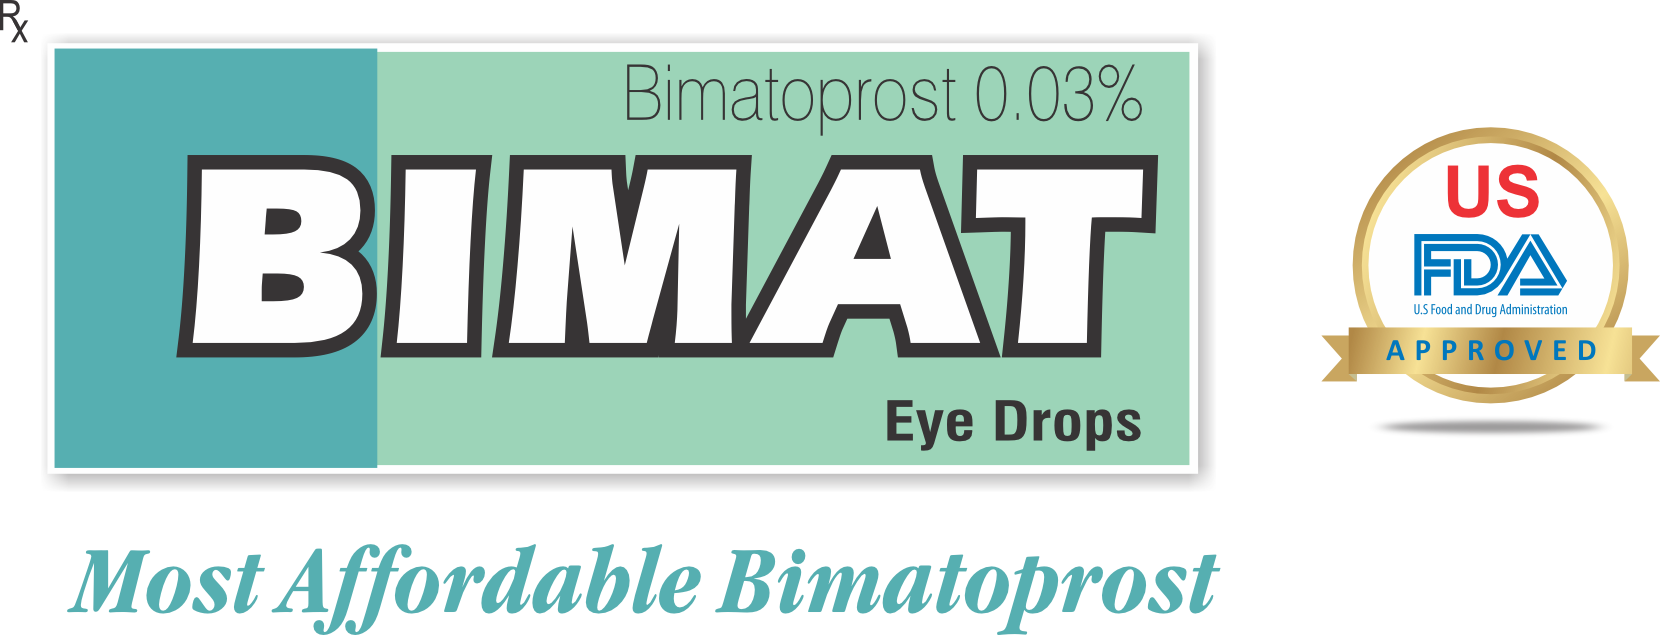 Rx
Bimatoprost 0.03%
BIMAT
Eye Drops
US
FDA
U.S Food and Drug Administration
APPROVED
Most Affordable Bimatoprost